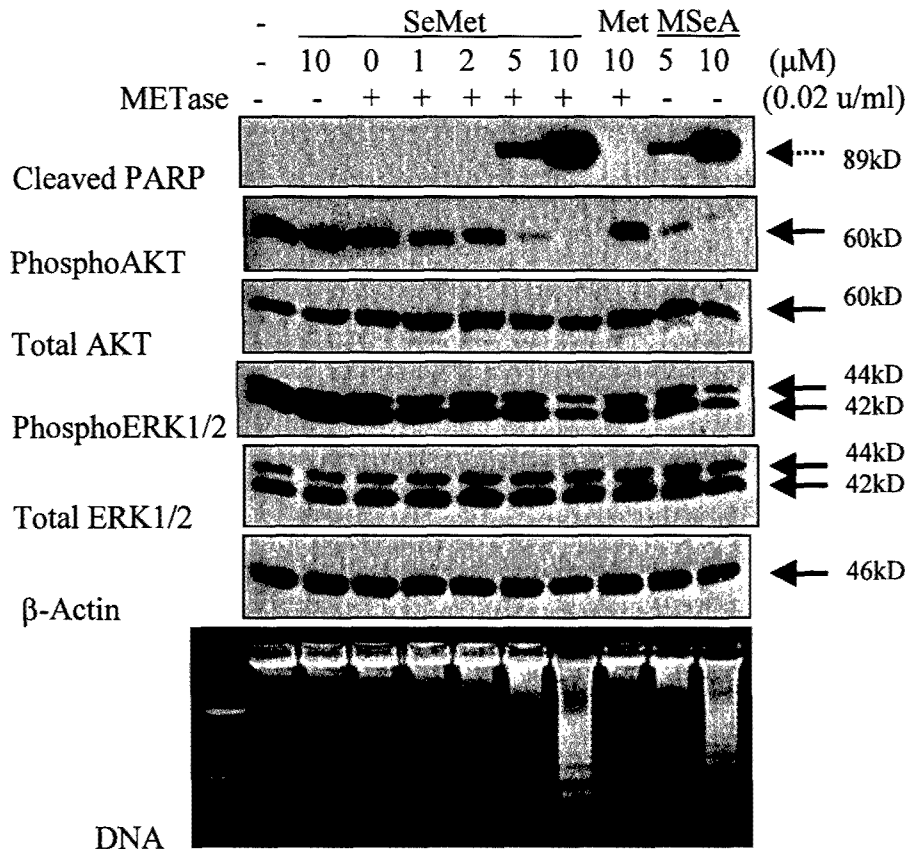 - SeMet Met MSeA
- 10 0 1 2 5 10 10 5 10 (μM)
METase - - + + + + + + - - (0.02 u/ml)
Cleaved PARP 89kD
PhosphoAKT 60kD
Total AKT 60kD
PhosphoERK1/2 44kD
42kD
Total ERK1/2 44kD
42kD
β-Actin 46kD
DNA